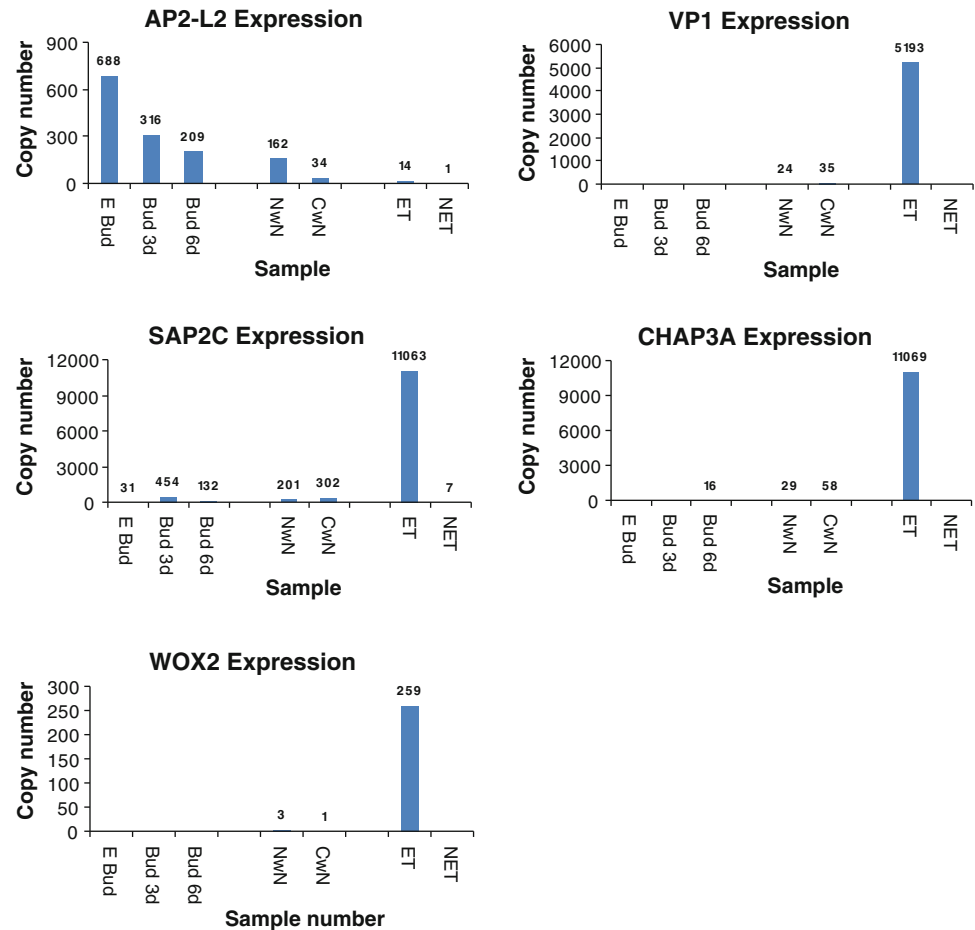 AP2-L2 Expression
Copy number
900
600
300
0
688
316
209
162
34
14
1
E Bud
Bud 3d
Bud 6d
NwN
CwN
ET
NET
Sample
VP1 Expression
Copy number
6000
5000
4000
3000
2000
1000
0
24
35
5193
E Bud
Bud 3d
Bud 6d
NwN
CwN
ET
NET
Sample
SAP2C Expression
Copy number
12000
9000
6000
3000
0
31
454
132
201
302
11063
7
E Bud
Bud 3d
Bud 6d
NwN
CwN
ET
NET
Sample
CHAP3A Expression
Copy number
12000
9000
6000
3000
0
16
29
58
11069
E Bud
Bud 3d
Bud 6d
NwN
CwN
ET
NET
Sample
WOX2 Expression
Copy number
300
250
200
150
100
50
0
3
1
259
E Bud
Bud 3d
Bud 6d
NwN
CwN
ET
NET
Sample number